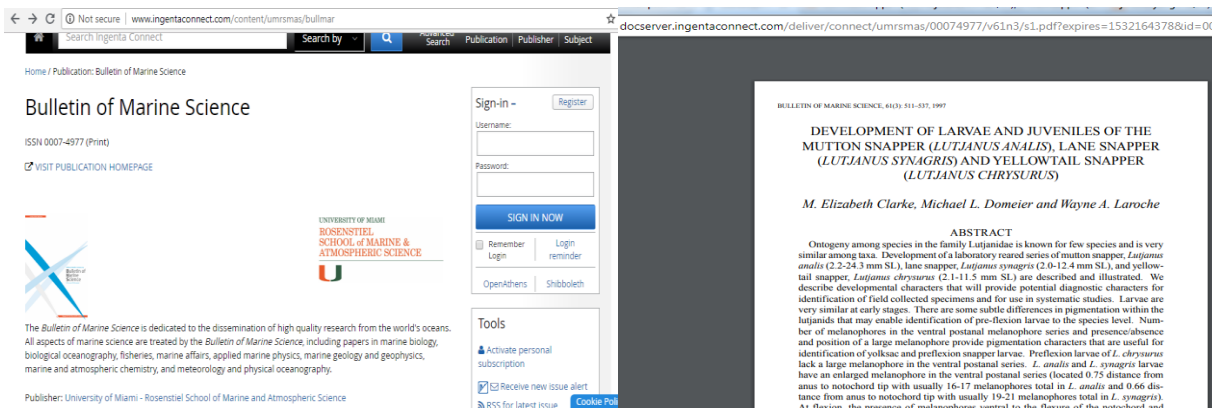 Not secure | www.ingentaconnect.com/content/umrsmas/bullmar
Search Ingenta Connect
Search by
Advanced Search
Publication | Publisher | Subject
Home / Publication: Bulletin of Marine Science
Bulletin of Marine Science
ISSN 0007-4977 (Print)
VISIT PUBLICATION HOMEPAGE
Bulletin of
Marine
Science
UNIVERSITY OF MIAMI
ROSENSTIEL
SCHOOL of MARINE &
ATMOSPHERIC SCIENCE
The Bulletin of Marine Science is dedicated to the dissemination of high quality research from the world's oceans.
All aspects of marine science are treated by the Bulletin of Marine Science, including papers in marine biology,
biological oceanography, fisheries, marine affairs, applied marine physics, marine geology and geophysics,
marine and atmospheric chemistry, and meteorology and physical oceanography.
Publisher: University of Miami - Rosenstiel School of Marine and Atmospheric Science
Sign-in –
Register
Username:
Password:
SIGN IN NOW
Remember
Login
Login
reminder
OpenAthens
Shibboleth
Tools
Activate personal
subscription
Receive new issue alert
RSS for latest issue
Cookie Poli
docserver.ingentaconnect.com/deliver/connect/umrsmas/00074977/v61n3/s1.pdf?expires=1532164378&id=00
BULLETIN OF MARINE SCIENCE, 61(3): 511–537, 1997
DEVELOPMENT OF LARVAE AND JUVENILES OF THE
MUTTON SNAPPER (LUTJANUS ANALIS), LANE SNAPPER
(LUTJANUS SYNAGRIS) AND YELLOWTAIL SNAPPER
(LUTJANUS CHRYSURUS)
M. Elizabeth Clarke, Michael L. Domeier and Wayne A. Laroche
ABSTRACT
Ontogeny among species in the family Lutjanidae is known for few species and is very
similar among taxa. Development of a laboratory reared series of mutton snapper, Lutjanus
analis (2.2-24.3 mm SL), lane snapper, Lutjanus synagris (2.0-12.4 mm SL), and yellow-
tail snapper, Lutjanus chrysurus (2.1-11.5 mm SL) are described and illustrated. We
describe developmental characters that will provide potential diagnostic characters for
identification of field collected specimens and for use in systematic studies. Larvae are
very similar at early stages. There are some subtle differences in pigmentation within the
lutjanids that may enable identification of pre-flexion larvae to the species level. Num-
ber of melanophores in the ventral postanal melanophore series and presence/absence
and position of a large melanophore provide pigmentation characters that are useful for
identification of yolksac and preflexion snapper larvae. Preflexion larvae of L. chrysurus
lack a large melanophore in the ventral postanal series. L. analis and L. synagris larvae
have an enlarged melanophore in the ventral postanal series (located 0.75 distance from
anus to notochord tip with usually 16-17 melanophores total in L. analis and 0.66 dis-
tance from anus to notochord tip with usually 19-21 melanophores total in L. synagris).
At flexion, the presence of melanophores ventral to the flexure of the notochord and